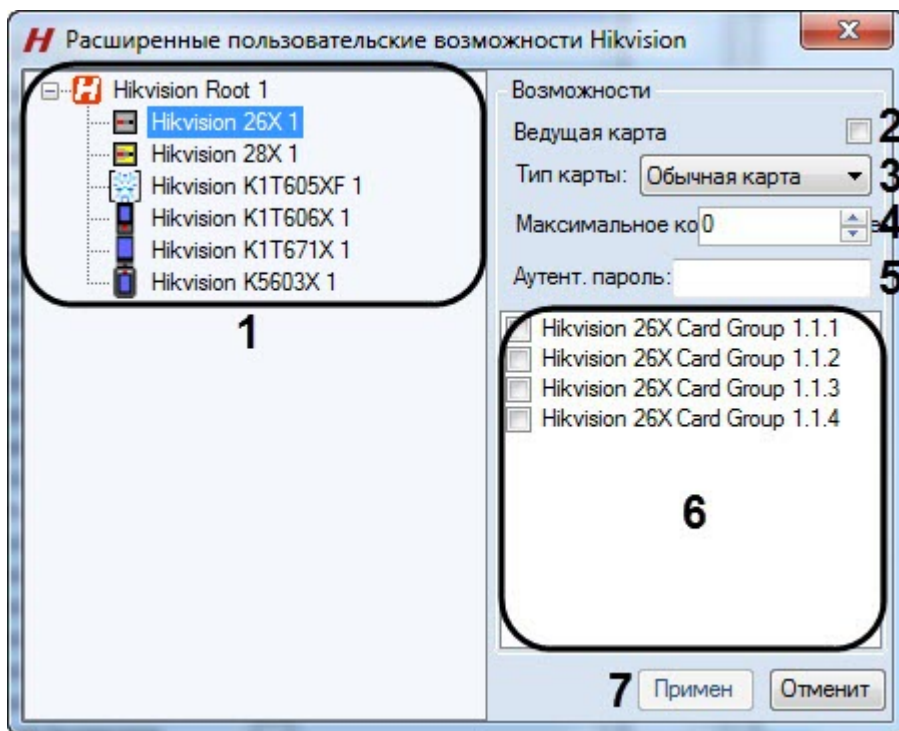 Расширенные пользовательские возможности Hikvision
Hikvision Root 1
Hikvision 26X 1
Hikvision 28X 1
Hikvision K1T605XF 1
Hikvision K1T606X 1
Hikvision K1T671X 1
Hikvision K5603X 1
1
Возможности
Ведущая карта
2
Тип карты: Обычная карта
3
Максимальное ко 0
4
Аутент. пароль:
5
Hikvision 26X Card Group 1.1.1
Hikvision 26X Card Group 1.1.2
Hikvision 26X Card Group 1.1.3
Hikvision 26X Card Group 1.1.4
6
7 Примен Отменит